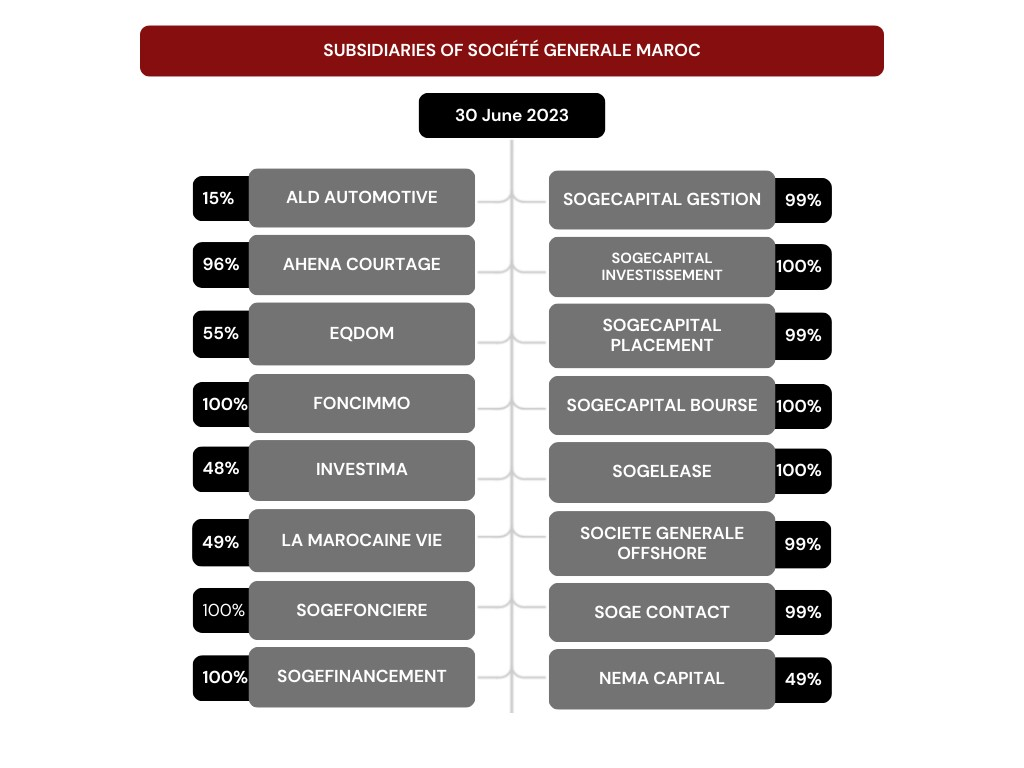 SUBSIDIARIES OF SOCIÉTÉ GENERALE MAROC
30 June 2023
15% ALD AUTOMOTIVE
96% AHENA COURTAGE
55% EQDOM
100% FONCIMMO
48% INVESTIMA
49% LA MAROCAINE VIE
100% SOGEFONCIERE
100% SOGEFINANCEMENT
SOGECAPITAL GESTION 99%
SOGECAPITAL
INVESTISSEMENT 100%
SOGECAPITAL
PLACEMENT 99%
SOGECAPITAL BOURSE 100%
SOGELEASE 100%
SOCIETE GENERALE
OFFSHORE 99%
SOGE CONTACT 99%
NEMA CAPITAL 49%